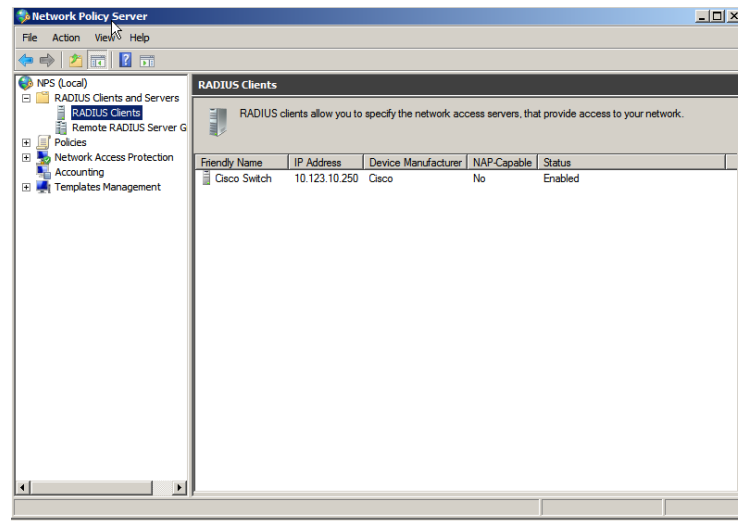 Network Policy Server
File Action View Help
NPS (Local)
RADIUS Clients and Servers
RADIUS Clients
Remote RADIUS Server G
Policies
Network Access Protection
Accounting
Templates Management
RADIUS Clients
RADIUS clients allow you to specify the network access servers, that provide access to your network.
Friendly Name IP Address Device Manufacturer NAP-Capable Status
Cisco Switch 10.123.10.250 Cisco No Enabled